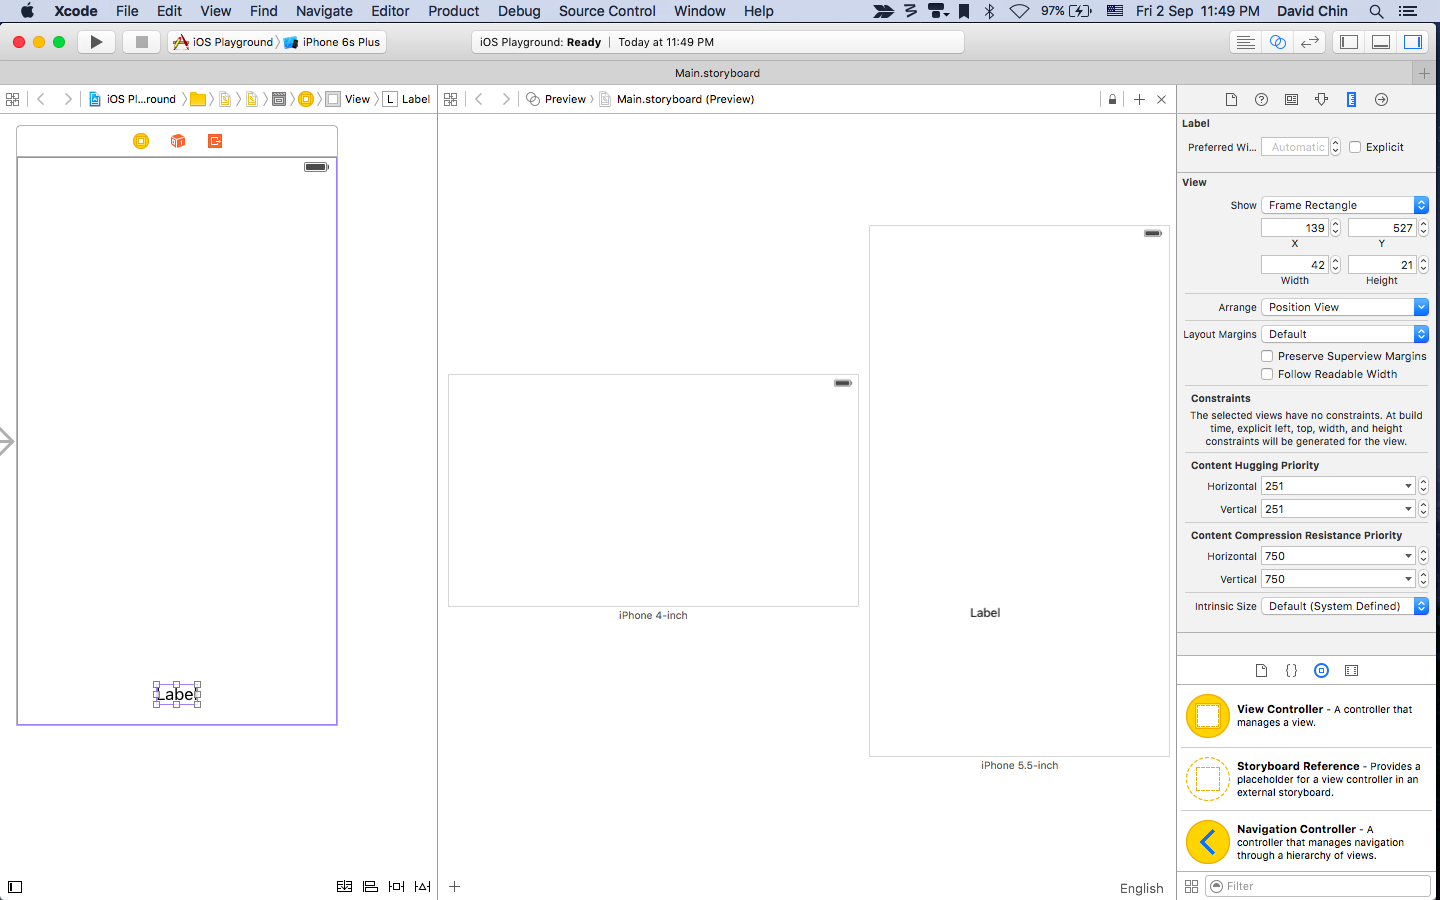 Xcode File Edit View Find Navigate Editor Product Debug Source Control Window Help 97% Fri 2 Sep 11:49 PM David Chin
iOS Playground iPhone 6s Plus iOS Playground: Ready | Today at 11:49 PM
Main.storyboard
iOS Pl...round View L Label Preview Main.storyboard (Preview)
Label
Preferred Wi... Automatic Explicit
View
Show Frame Rectangle
139 527
X Y
42 21
Width Height
Arrange Position View
Layout Margins Default
Preserve Superview Margins
Follow Readable Width
Constraints
The selected views have no constraints. At build
time, explicit left, top, width, and height
constraints will be generated for the view.
Content Hugging Priority
Horizontal 251
Vertical 251
Content Compression Resistance Priority
Horizontal 750
Vertical 750
Intrinsic Size Default (System Defined)
iPhone 4-inch
Label
Label
iPhone 5.5-inch
View Controller - A controller that
manages a view.
Storyboard Reference - Provides a
placeholder for a view controller in an
external storyboard.
Navigation Controller - A
controller that manages navigation
through a hierarchy of views.
English
Filter